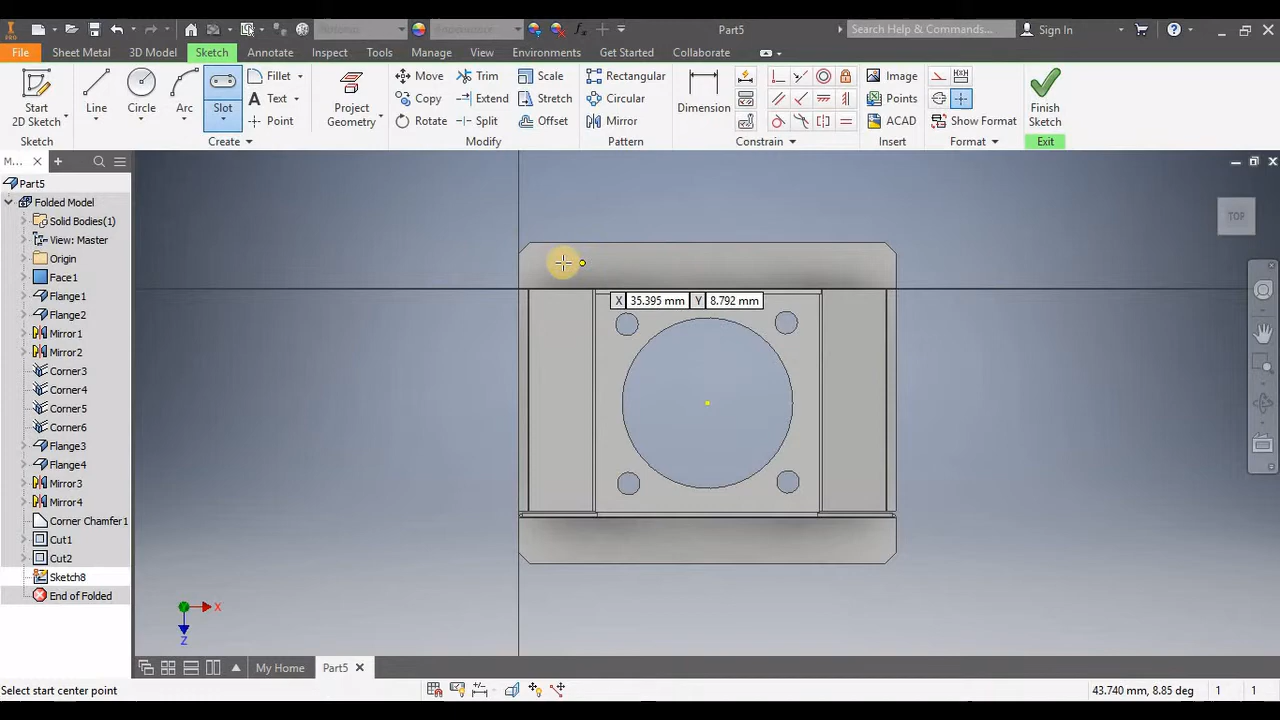 PRO
Part5
Search Help & Commands...
Sign In
File
Sheet Metal
3D Model
Sketch
Annotate
Inspect
Tools
Manage
View
Environments
Get Started
Collaborate
Start
2D Sketch
Line
Circle
Arc
Slot
Fillet
Text
Point
Project
Geometry
Move
Copy
Rotate
Trim
Extend
Split
Scale
Stretch
Offset
Rectangular
Circular
Mirror
Dimension
Image
Points
ACAD
Show Format
Finish
Sketch
Sketch
Create
Modify
Pattern
Constrain
Insert
Format
Exit
M...
Part5
Folded Model
Solid Bodies(1)
View: Master
Origin
Face1
Flange1
Flange2
Mirror1
Mirror2
Corner3
Corner4
Corner5
Corner6
Flange3
Flange4
Mirror3
Mirror4
Corner Chamfer1
Cut1
Cut2
Sketch8
End of Folded
TOP
X 35.395 mm Y 8.792 mm
X
Z
My Home
Part5
Select start center point
43.740 mm, 8.85 deg
1
1